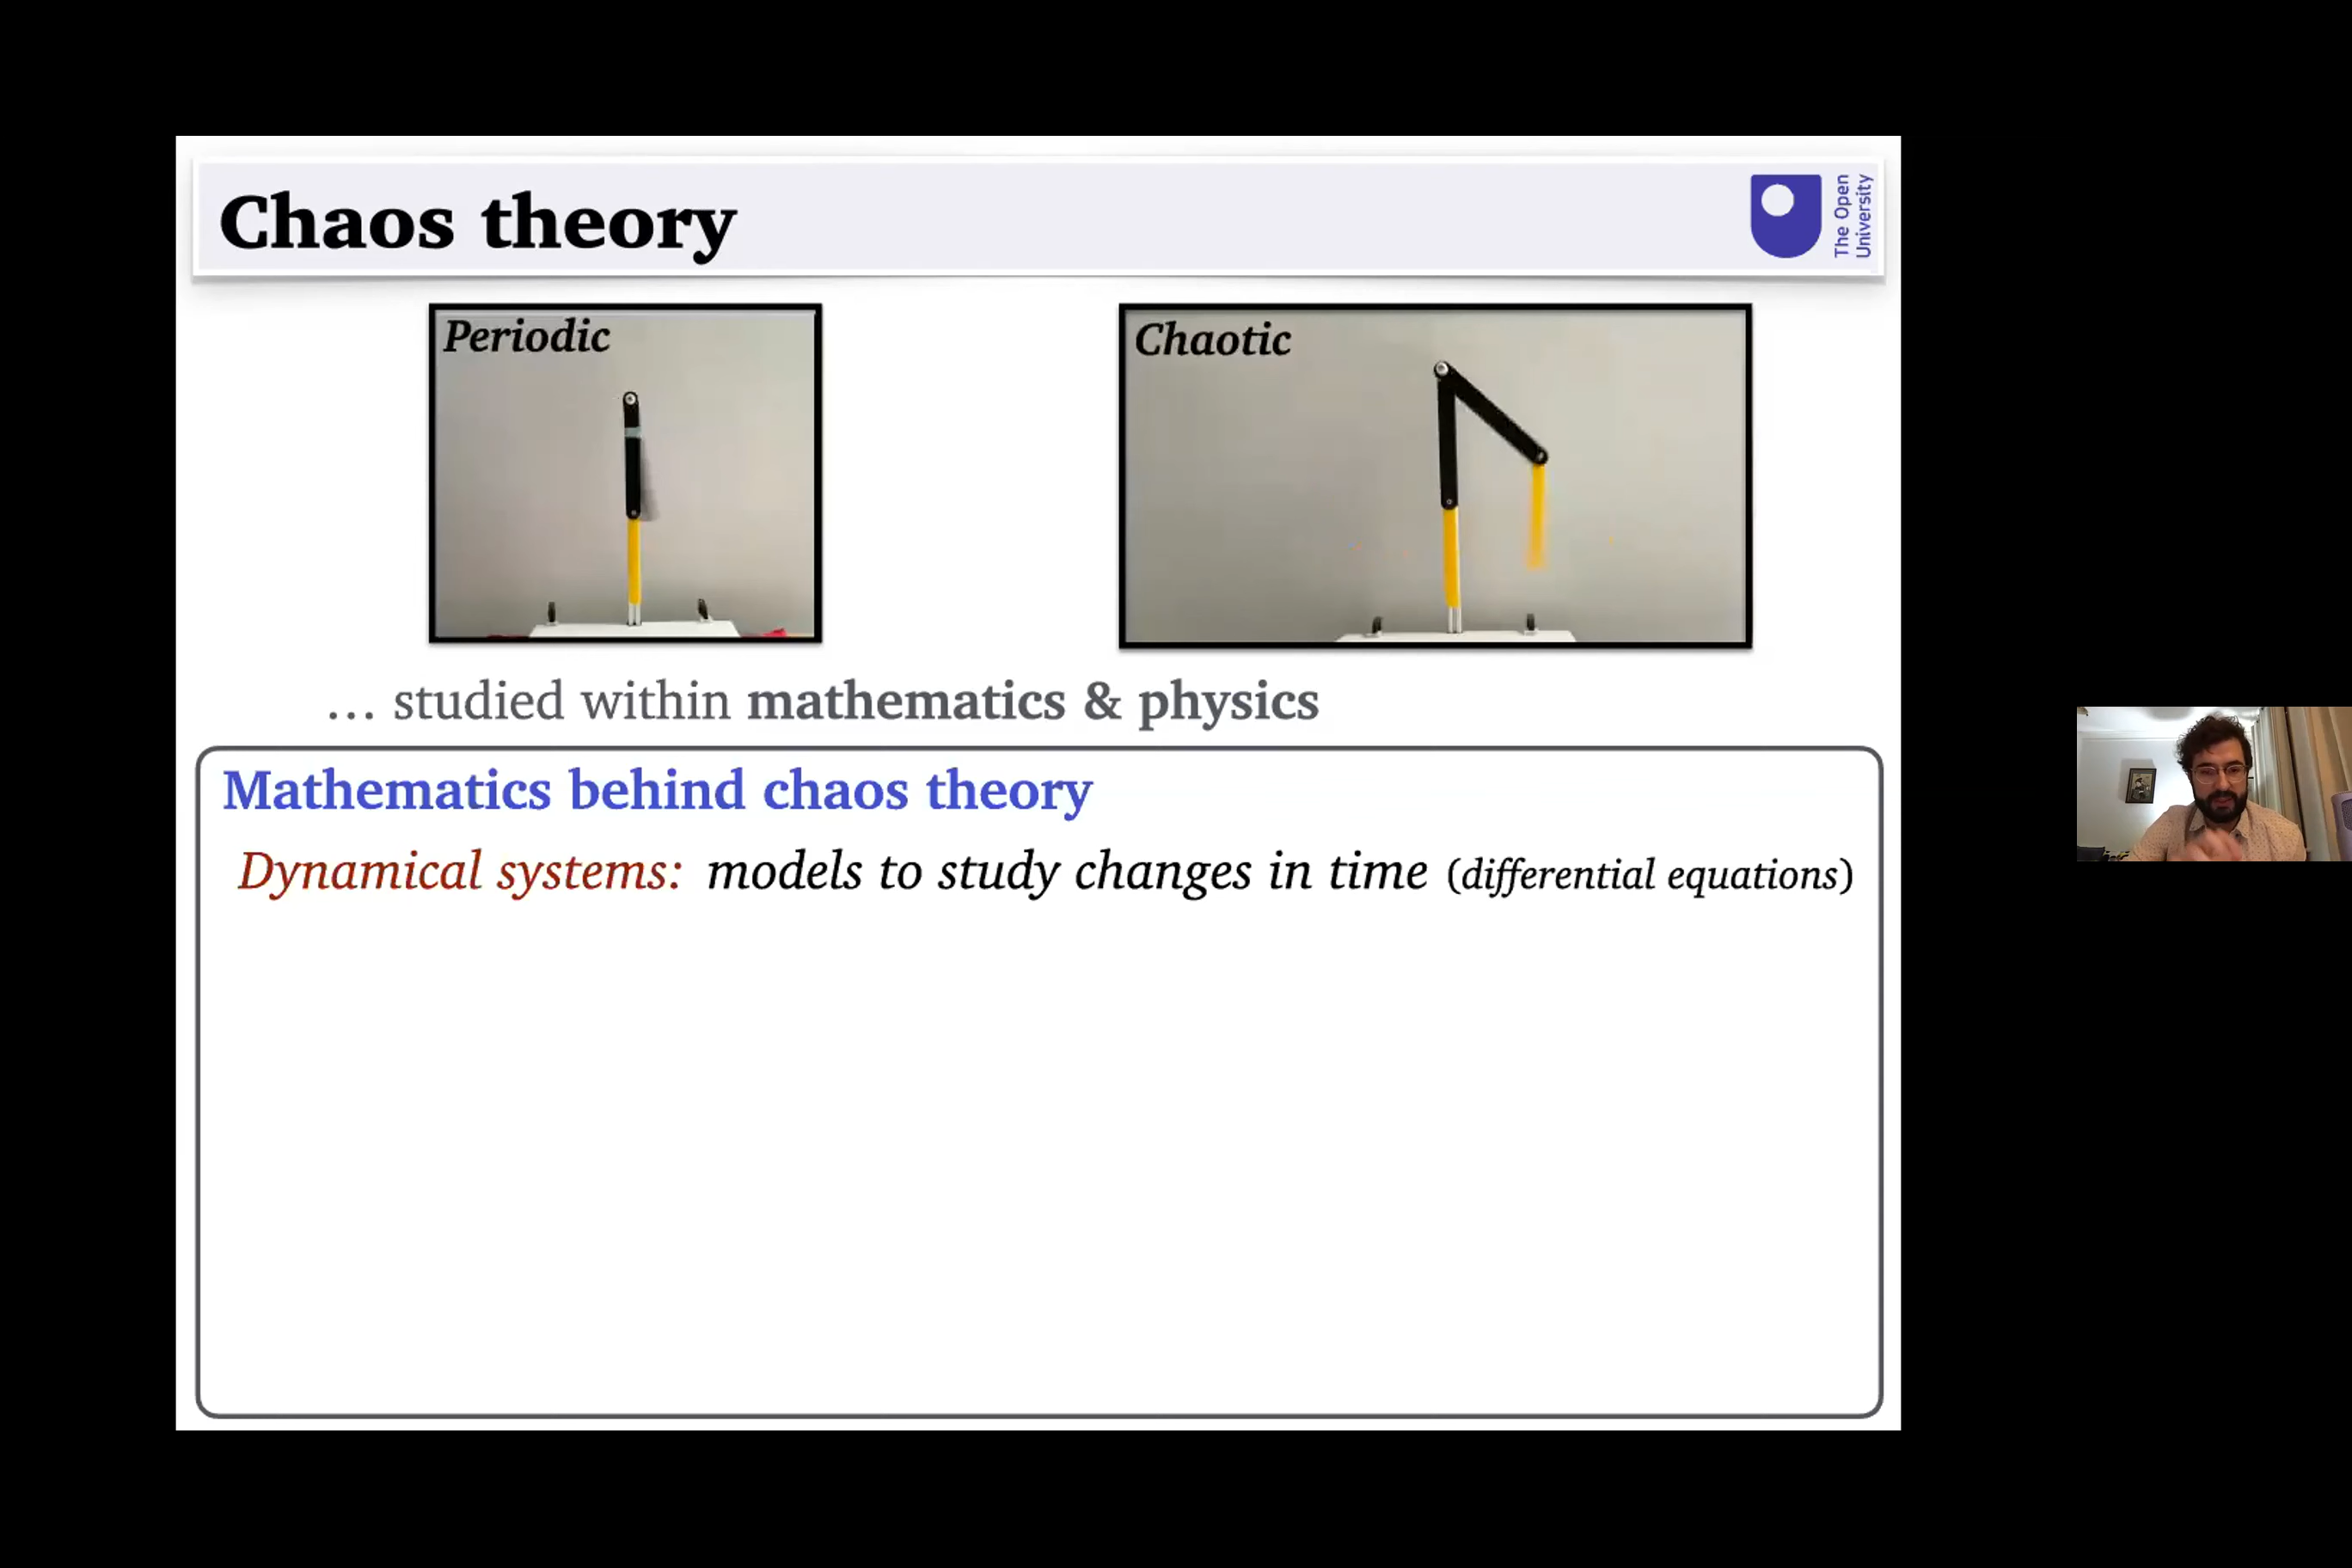 Chaos theory
The Open
University
Periodic
Chaotic
... studied within mathematics & physics
Mathematics behind chaos theory
Dynamical systems: models to study changes in time (differential equations)